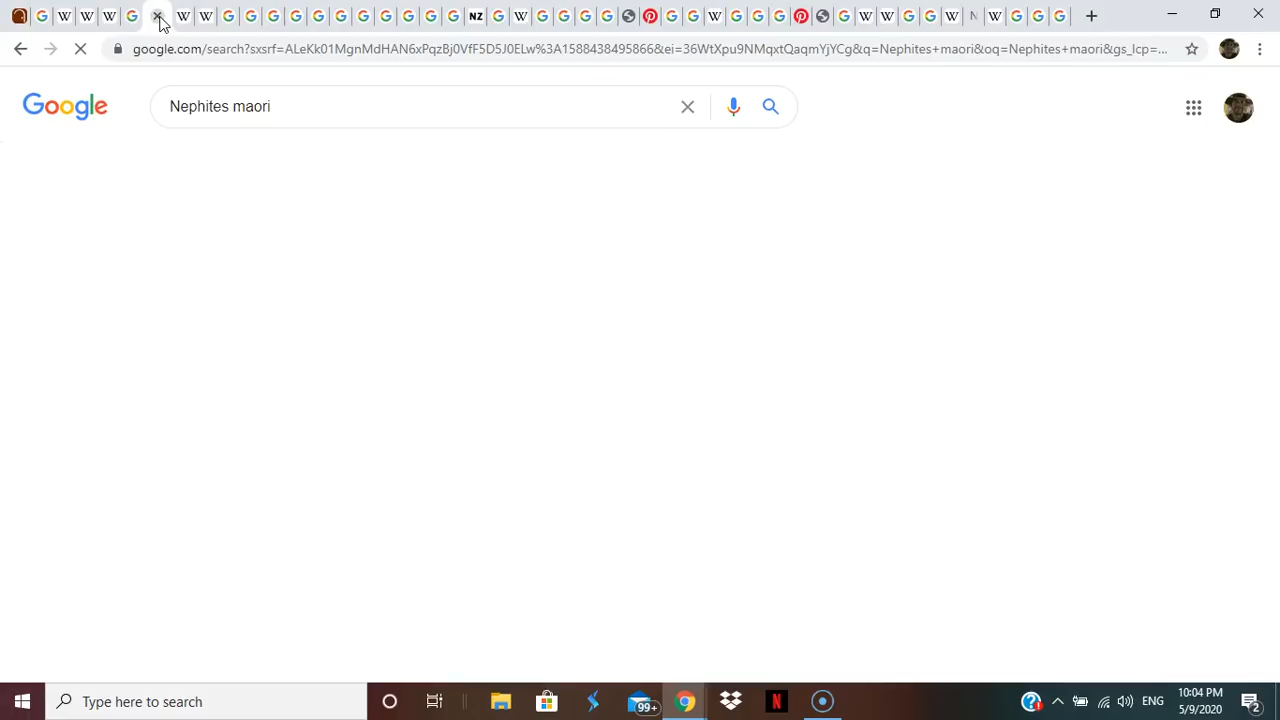 google.com/search?sxsrf=ALeKk01MgnMdHAN6xPqzBj0VfF5D5J0ELw%3A1588438495866&ei=36WtXpu9NMqxtQaqmYjYCg&q=Nephites+maori&oq=Nephites+maori&gs_lcp=...
Google
Nephites maori
Type here to search
99+
ENG
10:04 PM
5/9/2020
2